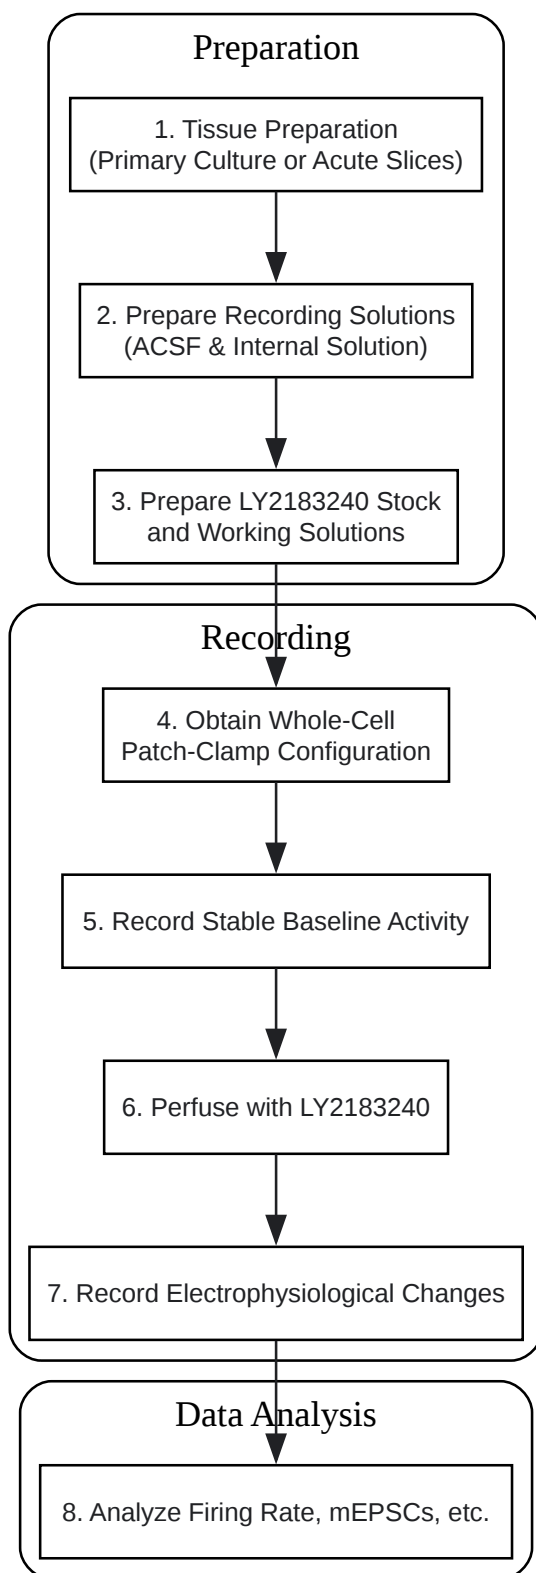 Preparation
1. Tissue Preparation
(Primary Culture or Acute Slices)
2. Prepare Recording Solutions
(ACSF & Internal Solution)
3. Prepare LY2183240 Stock
and Working Solutions
Recording
4. Obtain Whole-Cell
Patch-Clamp Configuration
5. Record Stable Baseline Activity
6. Perfuse with LY2183240
7. Record Electrophysiological Changes
Data Analysis
8. Analyze Firing Rate, mEPSCs, etc.